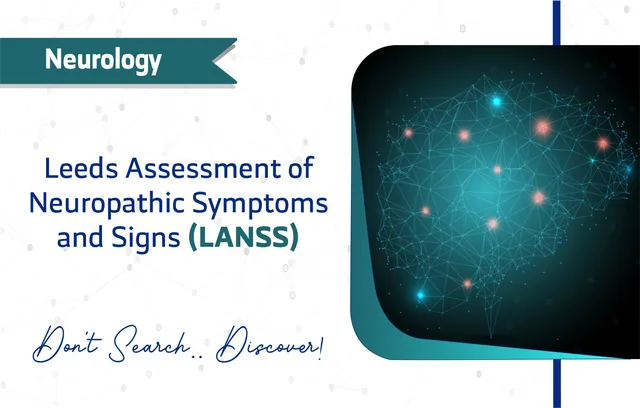 Neurology
Leeds Assessment of
Neuropathic Symptoms
and Signs (LANSS)
Don't Search.. Discover!